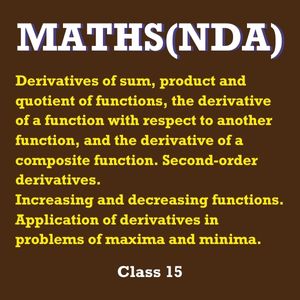 MATHS(NDA)
Derivatives of sum, product and
quotient of functions, the derivative
of a function with respect to another
function, and the derivative of a
composite function. Second-order
derivatives.
Increasing and decreasing functions.
Application of derivatives in
problems of maxima and minima.
Class 15